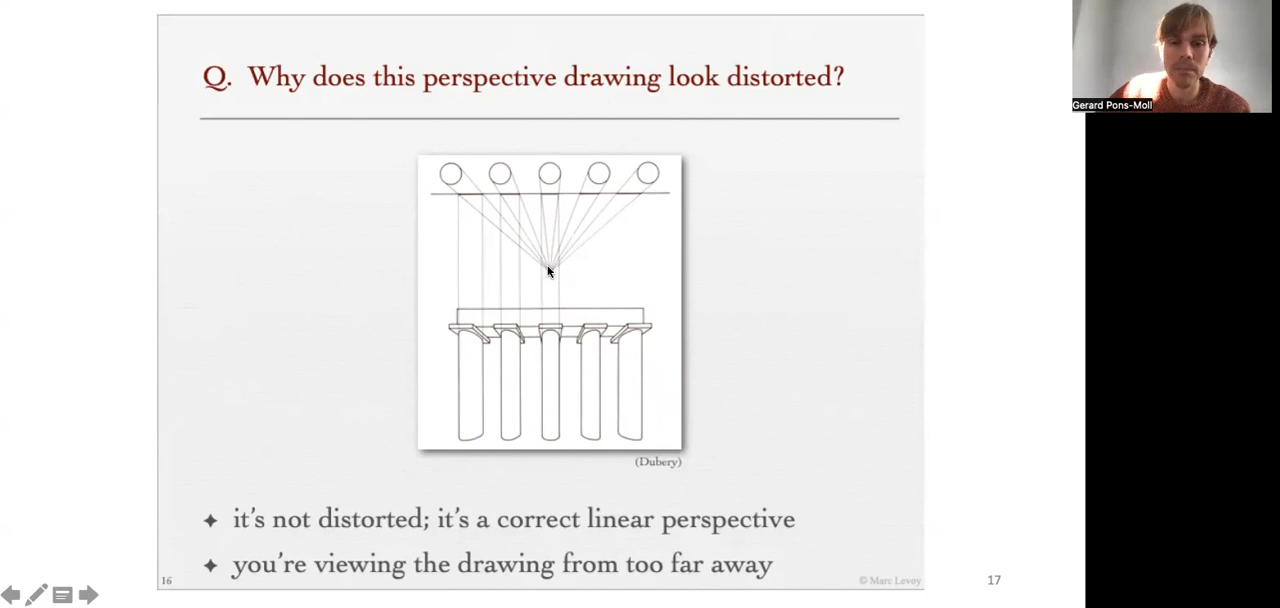 Q. Why does this perspective drawing look distorted?
Gerard Pons-Moll
(Dubery)
✦ it's not distorted; it's a correct linear perspective
✦ you're viewing the drawing from too far away
16
© Marc Levoy
17